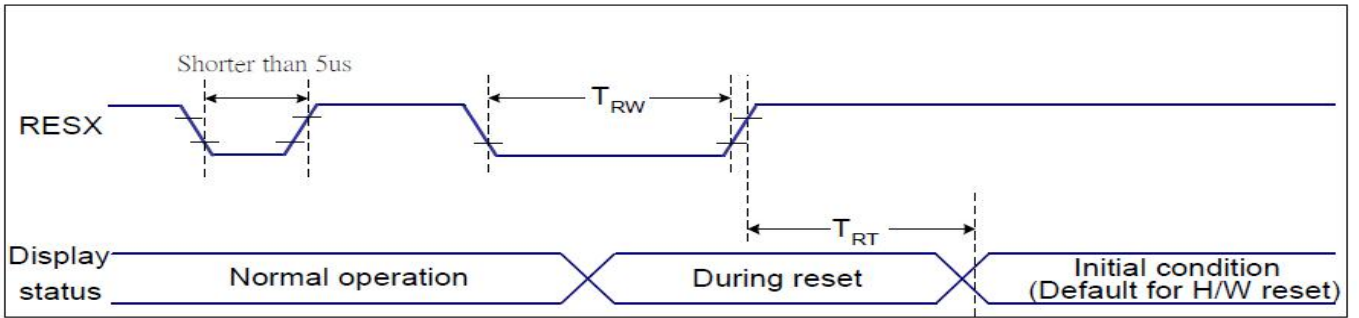 Shorter than 5us
RESX
TRW
TRT
Display
status
Normal operation
During reset
Initial condition
(Default for H/W reset)